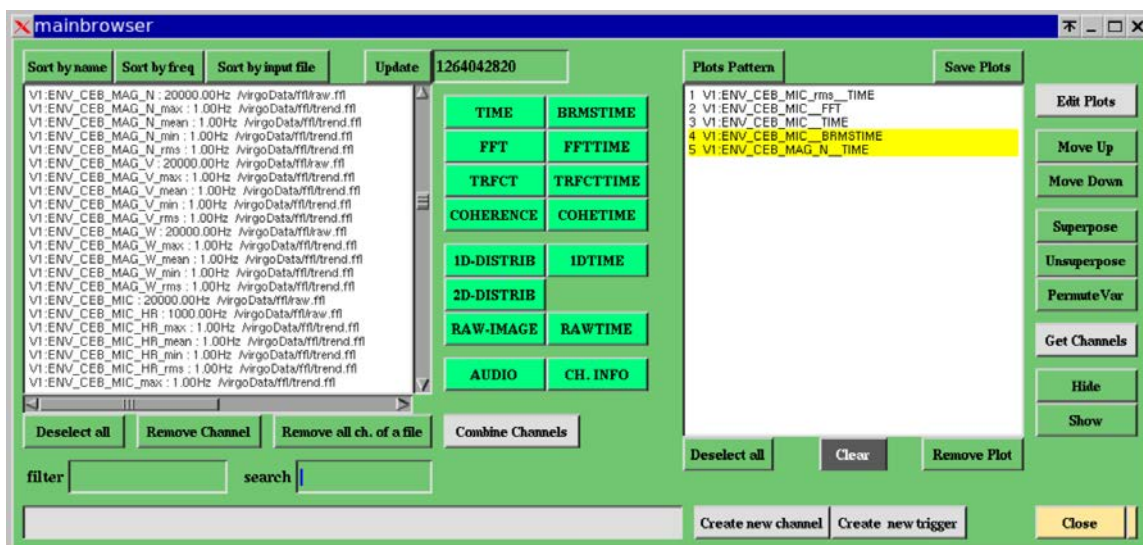 mainbrowser
Sort by name Sort by freq Sort by input file Update 1264042820 Plots Pattern Save Plots
V1:ENV_CEB_MAG_N : 20000.00Hz /virgoData/ffl/raw.ffl
V1:ENV_CEB_MAG_N_max : 1.00Hz /virgoData/ffl/trend.ffl
V1:ENV_CEB_MAG_N_mean : 1.00Hz /virgoData/ffl/trend.ffl
V1:ENV_CEB_MAG_N_min : 1.00Hz /virgoData/ffl/trend.ffl
V1:ENV_CEB_MAG_N_rms : 1.00Hz /virgoData/ffl/trend.ffl
V1:ENV_CEB_MAG_V : 20000.00Hz /virgoData/ffl/raw.ffl
V1:ENV_CEB_MAG_V_max : 1.00Hz /virgoData/ffl/trend.ffl
V1:ENV_CEB_MAG_V_mean : 1.00Hz /virgoData/ffl/trend.ffl
V1:ENV_CEB_MAG_V_min : 1.00Hz /virgoData/ffl/trend.ffl
V1:ENV_CEB_MAG_V_rms : 1.00Hz /virgoData/ffl/trend.ffl
V1:ENV_CEB_MAG_W : 20000.00Hz /virgoData/ffl/raw.ffl
V1:ENV_CEB_MAG_W_max : 1.00Hz /virgoData/ffl/trend.ffl
V1:ENV_CEB_MAG_W_mean : 1.00Hz /virgoData/ffl/trend.ffl
V1:ENV_CEB_MAG_W_min : 1.00Hz /virgoData/ffl/trend.ffl
V1:ENV_CEB_MAG_W_rms : 1.00Hz /virgoData/ffl/trend.ffl
V1:ENV_CEB_MIC : 20000.00Hz /virgoData/ffl/raw.ffl
V1:ENV_CEB_MIC_HR : 1000.00Hz /virgoData/ffl/raw.ffl
V1:ENV_CEB_MIC_HR_max : 1.00Hz /virgoData/ffl/trend.ffl
V1:ENV_CEB_MIC_HR_mean : 1.00Hz /virgoData/ffl/trend.ffl
V1:ENV_CEB_MIC_HR_min : 1.00Hz /virgoData/ffl/trend.ffl
V1:ENV_CEB_MIC_HR_rms : 1.00Hz /virgoData/ffl/trend.ffl
V1:ENV_CEB_MIC_max : 1.00Hz /virgoData/ffl/trend.ffl
TIME BRMSTIME
FFT FFTTIME
TRFCT TRFCTTIME
COHERENCE COHETIME
1D-DISTRIB 1DTIME
2D-DISTRIB
RAW-IMAGE RAWTIME
AUDIO CH. INFO
1 V1:ENV_CEB_MIC_rms__TIME
2 V1:ENV_CEB_MIC__FFT
3 V1:ENV_CEB_MIC__TIME
4 V1:ENV_CEB_MIC__BRMSTIME
5 V1:ENV_CEB_MAG_N__TIME
Edit Plots
Move Up
Move Down
Superpose
Unsuperpose
PermuteVar
Get Channels
Hide
Show
Deselect all Remove Channel Remove all ch. of a file Combine Channels
Deselect all Clear Remove Plot
filter search
Create new channel Create new trigger Close